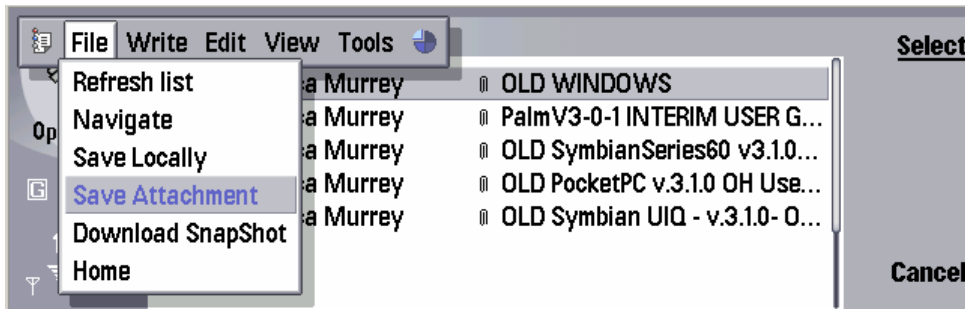 File Write Edit View Tools
Select
Refresh list
Navigate
Save Locally
Save Attachment
Download SnapShot
Home
Op
G
a Murrey OLD WINDOWS
a Murrey PalmV3-0-1 INTERIM USER G...
a Murrey OLD SymbianSeries60 v3.1.0...
a Murrey OLD PocketPC v.3.1.0 OH Use...
a Murrey OLD Symbian UIQ - v.3.1.0- O...
Cancel